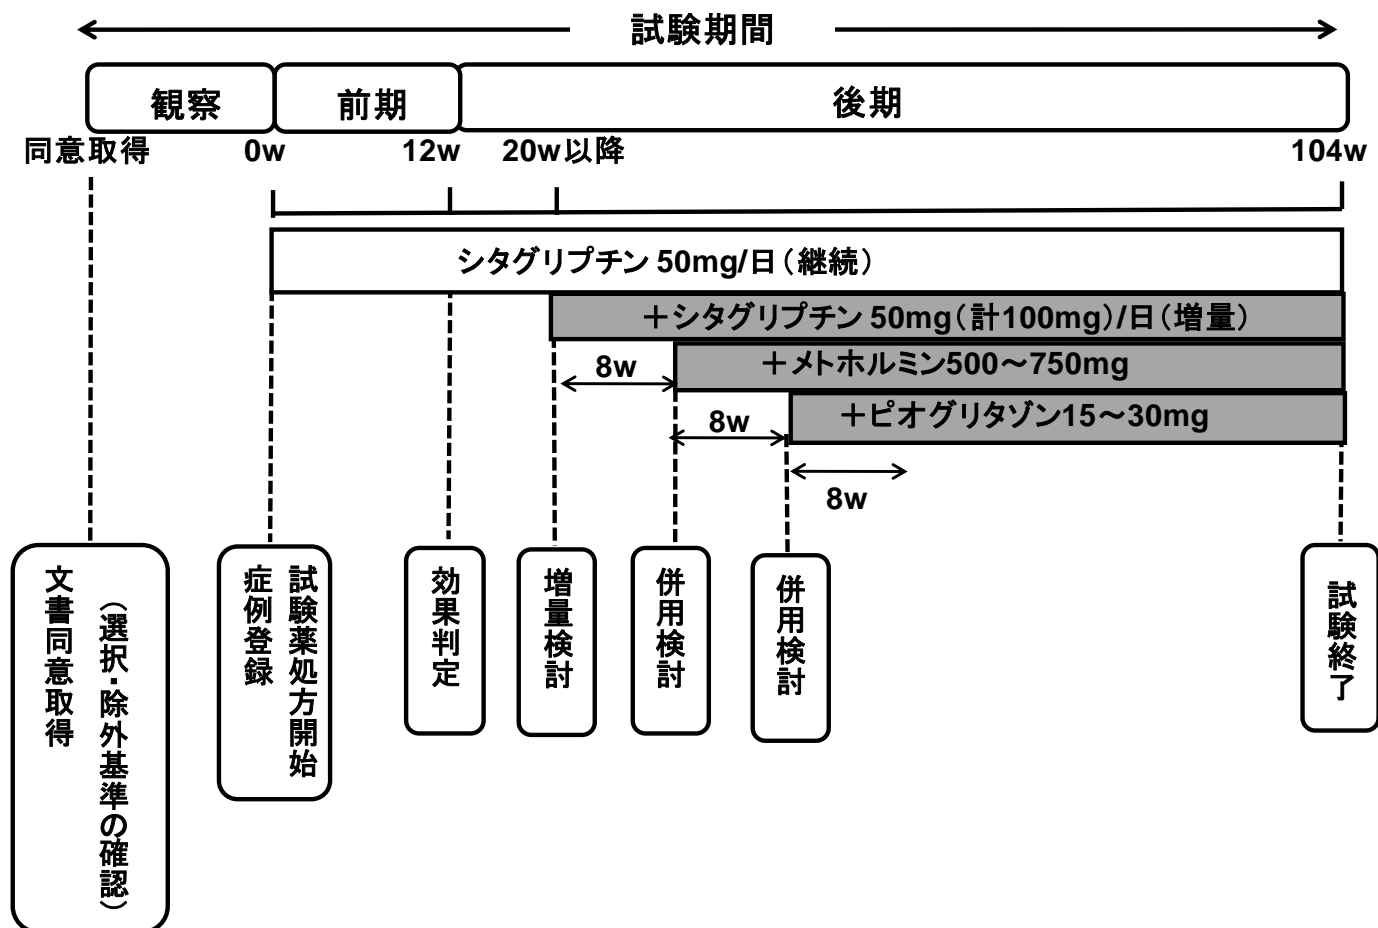 試験期間
観察
前期
後期
同意取得
0w
12w
20w以降
104w
シタグリプチン 50mg/日（継続）
＋シタグリプチン 50mg（計100mg）/日（増量）
8w
＋メトホルミン500～750mg
8w
＋ピオグリタゾン15～30mg
8w
文書同意取得
（選択・除外基準の確認）
試験薬処方開始
症例登録
効果判定
増量検討
併用検討
併用検討
試験終了